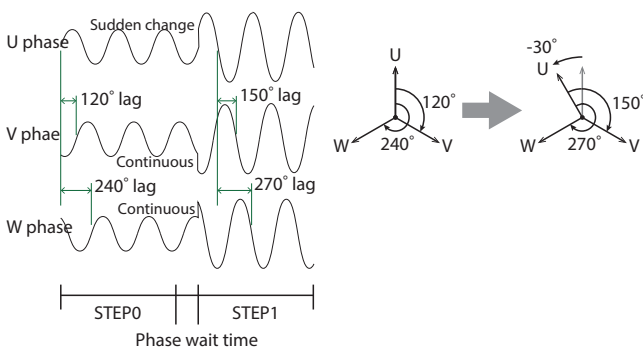 Sudden change
U phase
120° lag
150° lag
V phae
Continuous
240° lag
270° lag
Continuous
W phase
STEP0
STEP1
Phase wait time
U
120°
W
V
240°
-30°
U
150°
W
V
270°